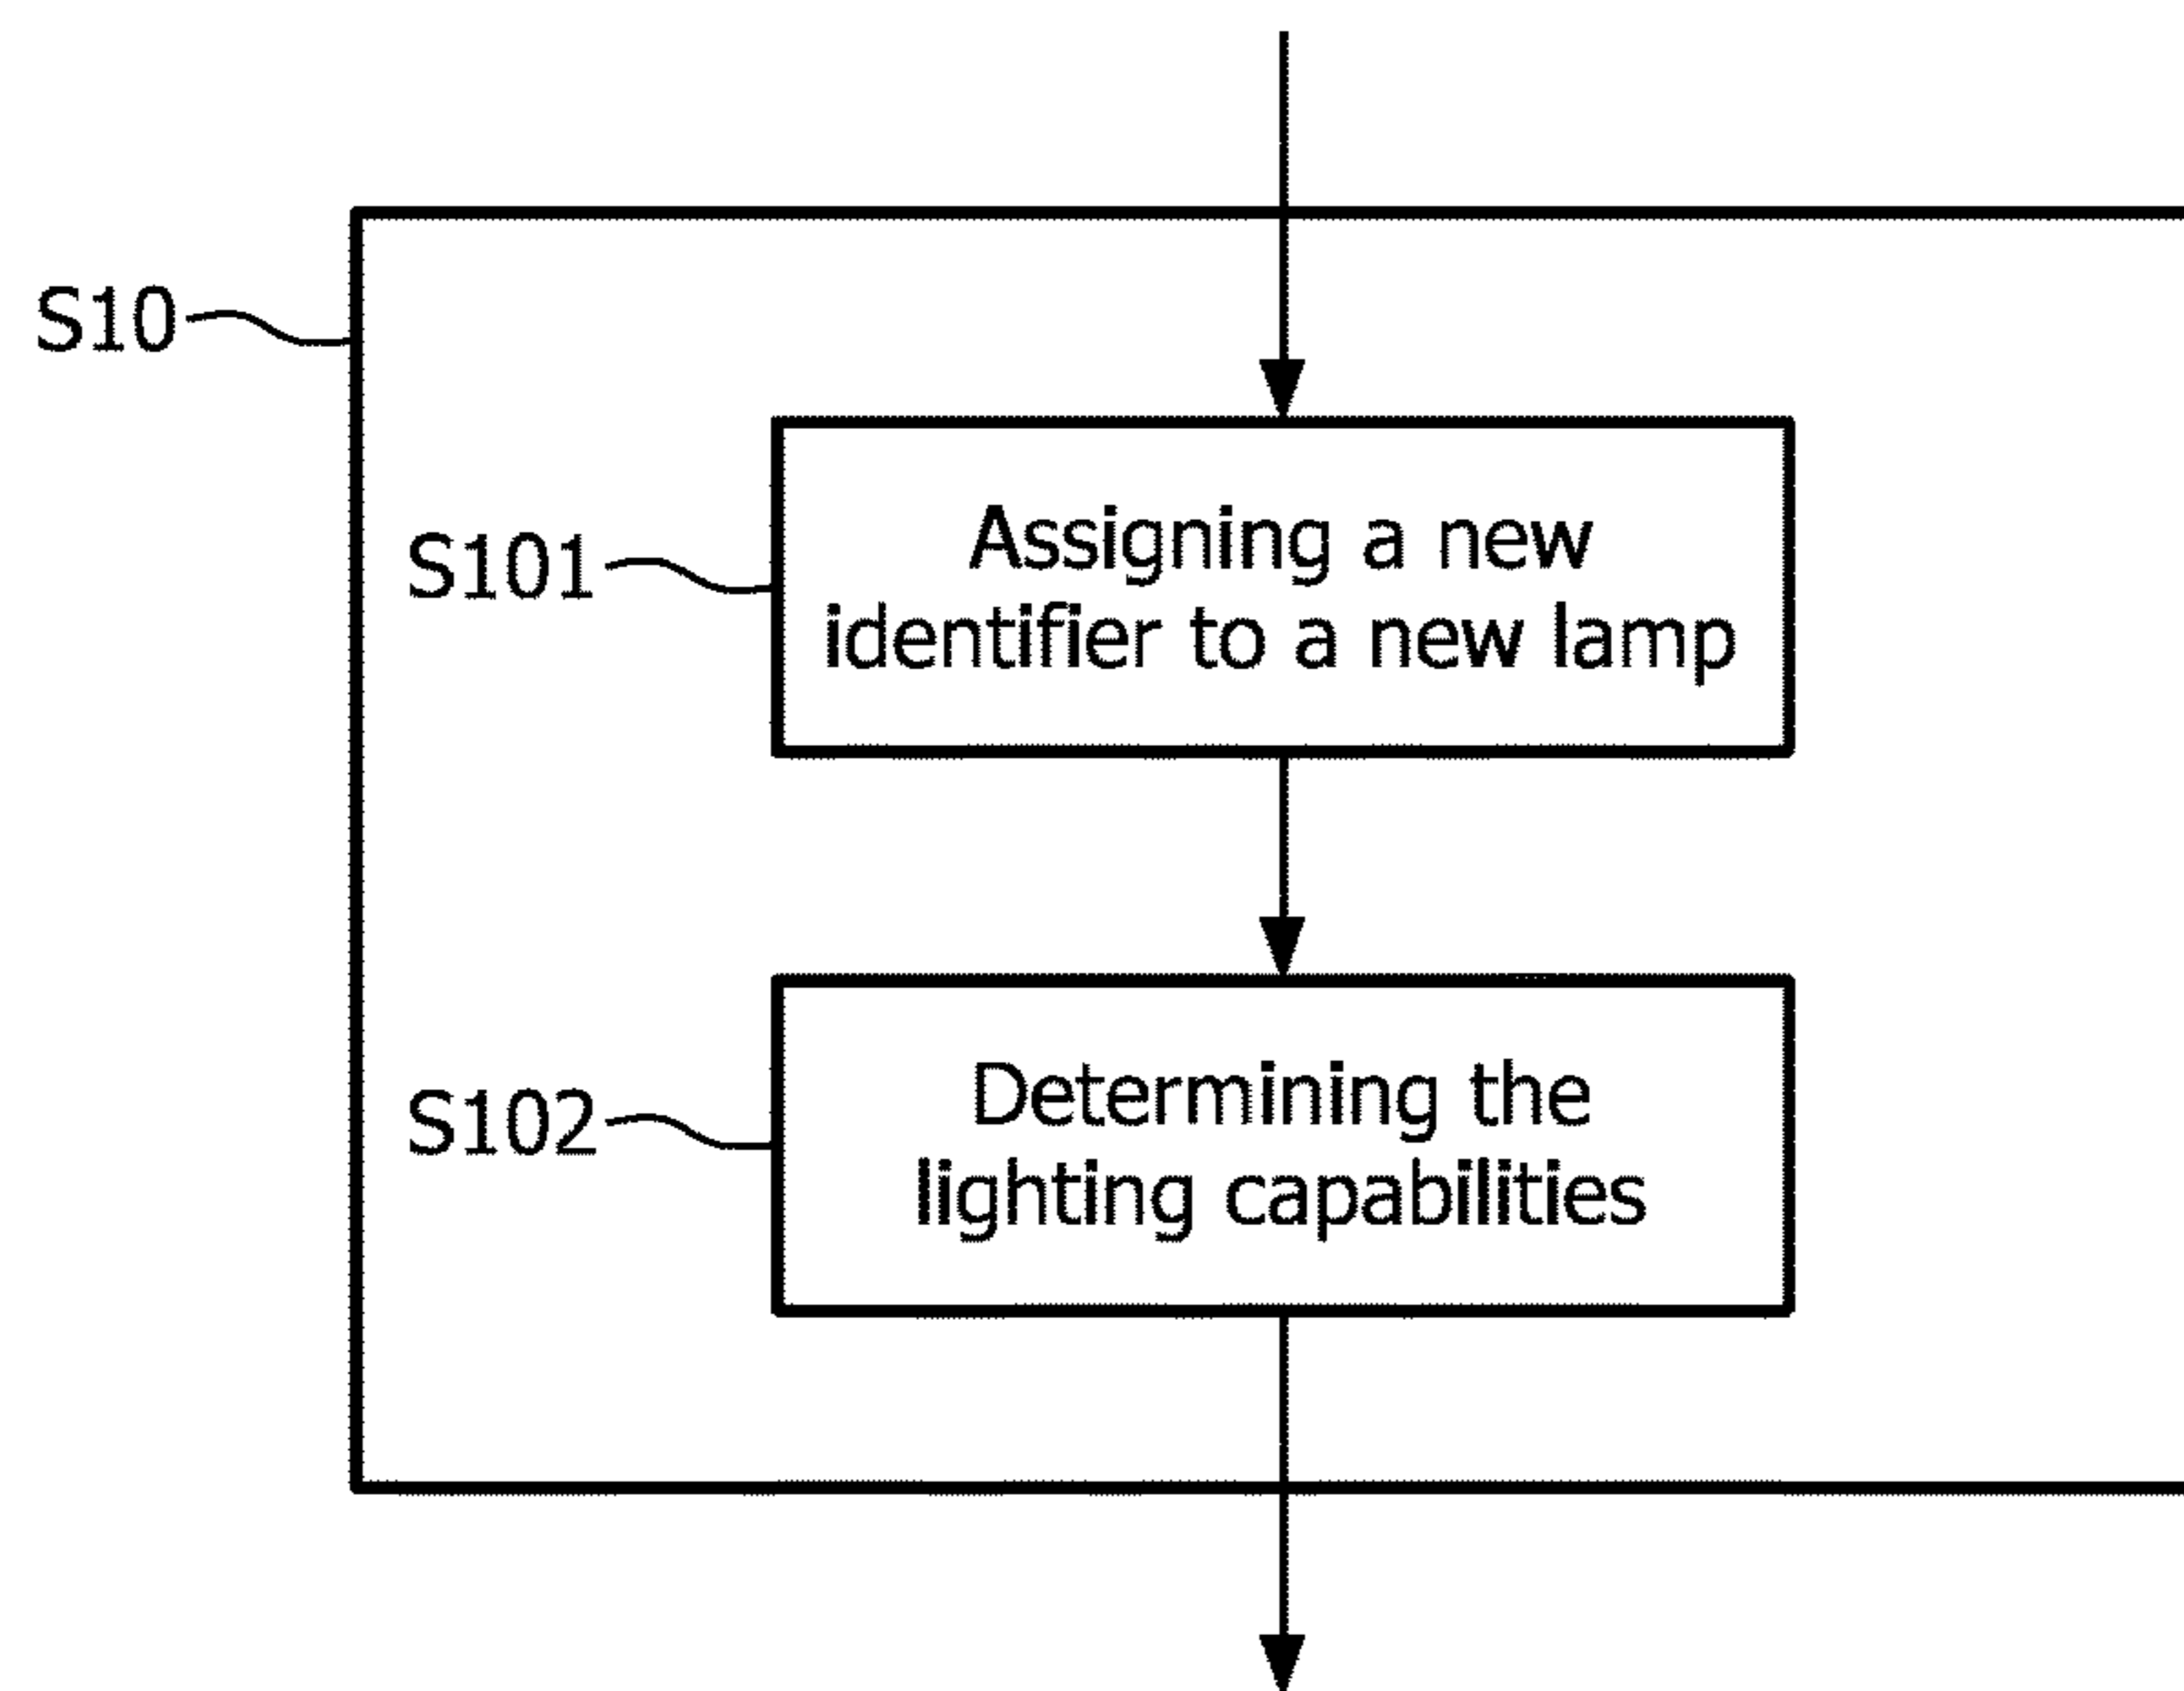 S10
S101
Assigning a new
identifier to a new lamp
S102
Determining the
lighting capabilities